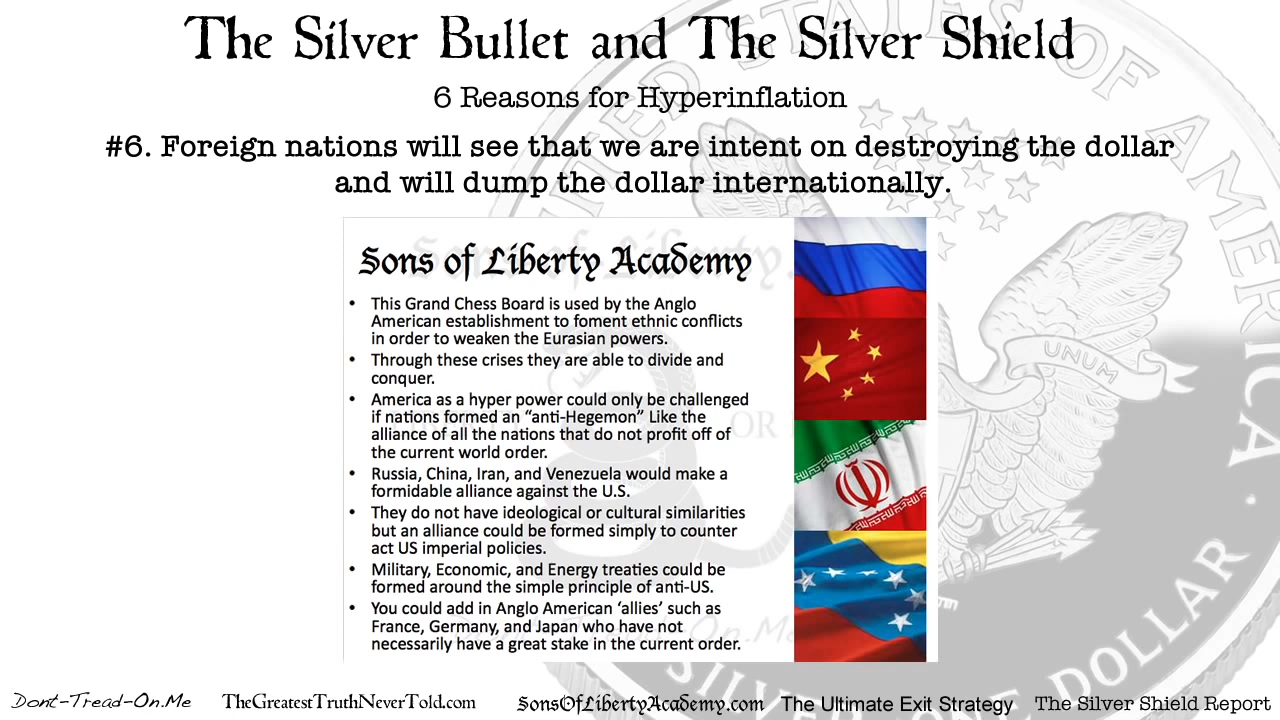 The Silver Bullet and The Silver Shield
6 Reasons for Hyperinflation
#6. Foreign nations will see that we are intent on destroying the dollar
and will dump the dollar internationally.
Sons of Liberty Academy
• This Grand Chess Board is used by the Anglo
American establishment to foment ethnic conflicts
in order to weaken the Eurasian powers.
• Through these crises they are able to divide and
conquer.
• America as a hyper power could only be challenged
if nations formed an “anti-Hegemon” Like the
alliance of all the nations that do not profit off of
the current world order.
• Russia, China, Iran, and Venezuela would make a
formidable alliance against the U.S.
• They do not have ideological or cultural similarities
but an alliance could be formed simply to counter
act US imperial policies.
• Military, Economic, and Energy treaties could be
formed around the simple principle of anti-US.
• You could add in Anglo American ‘allies’ such as
France, Germany, and Japan who have not
necessarily have a great stake in the current order.
UNITED STATES OF AMERICA
UNUM
SILVER ONE DOLLAR
Dont-Tread-On.Me
TheGreatestTruthNeverTold.com
SonsOfLibertyAcademy.com
The Ultimate Exit Strategy
The Silver Shield Report